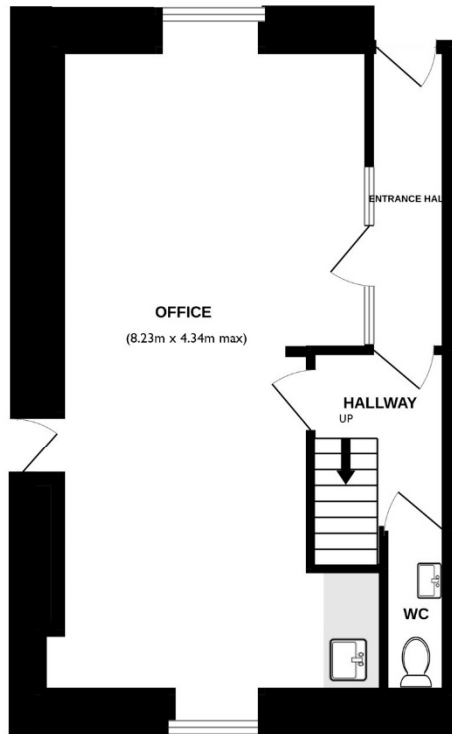 ENTRANCE HAL
OFFICE
(8.23m x 4.34m max)
HALLWAY
UP
WC